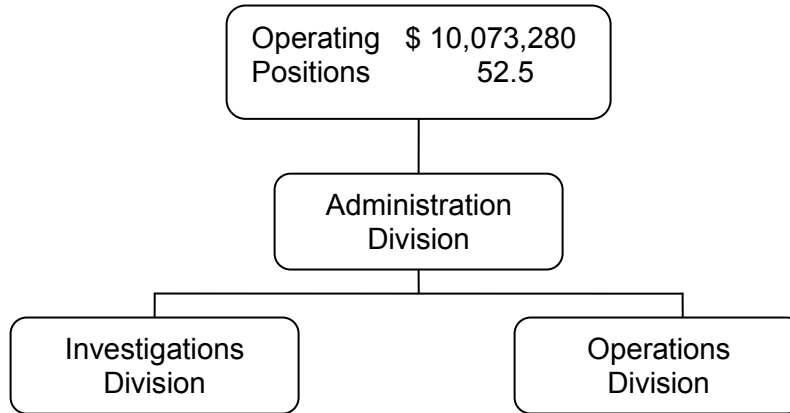 Operating $ 10,073,280
Positions 52.5
Administration
Division
Investigations
Division
Operations
Division